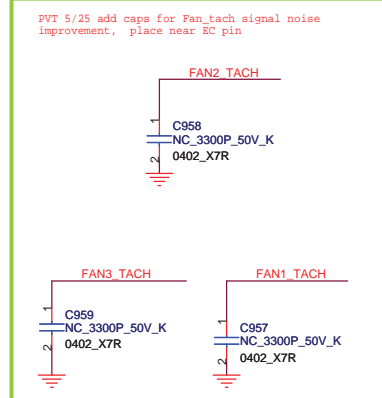 PVT 5/25 add caps for Fan_tach signal noise
improvement, place near EC pin
FAN2_TACH
1
C958
NC_3300P_50V_K
2
0402_X7R
FAN3_TACH
1
C959
NC_3300P_50V_K
2
0402_X7R
FAN1_TACH
1
C957
NC_3300P_50V_K
2
0402_X7R